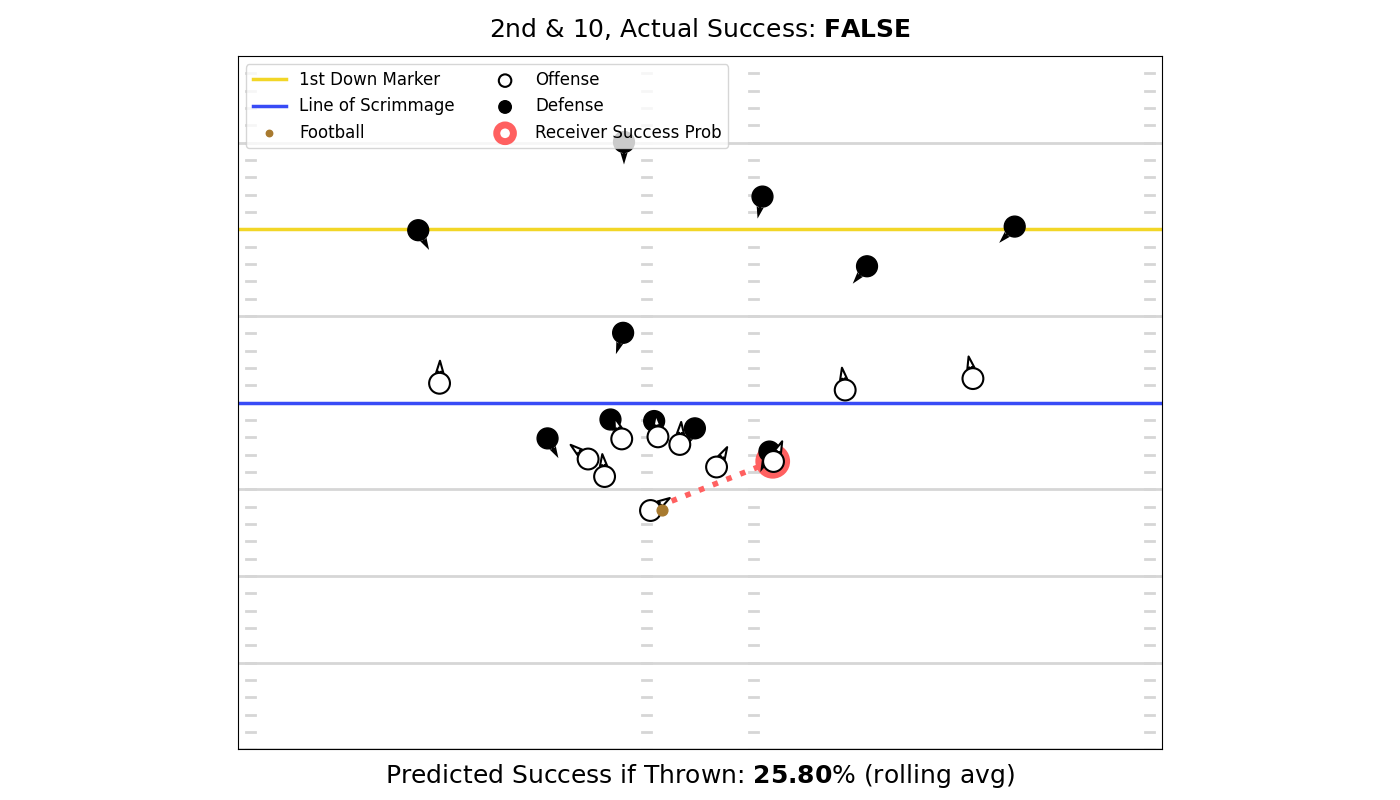 2nd & 10, Actual Success: FALSE
1st Down Marker
Line of Scrimmage
Football
Offense
Defense
Receiver Success Prob
Predicted Success if Thrown: 25.80% (rolling avg)